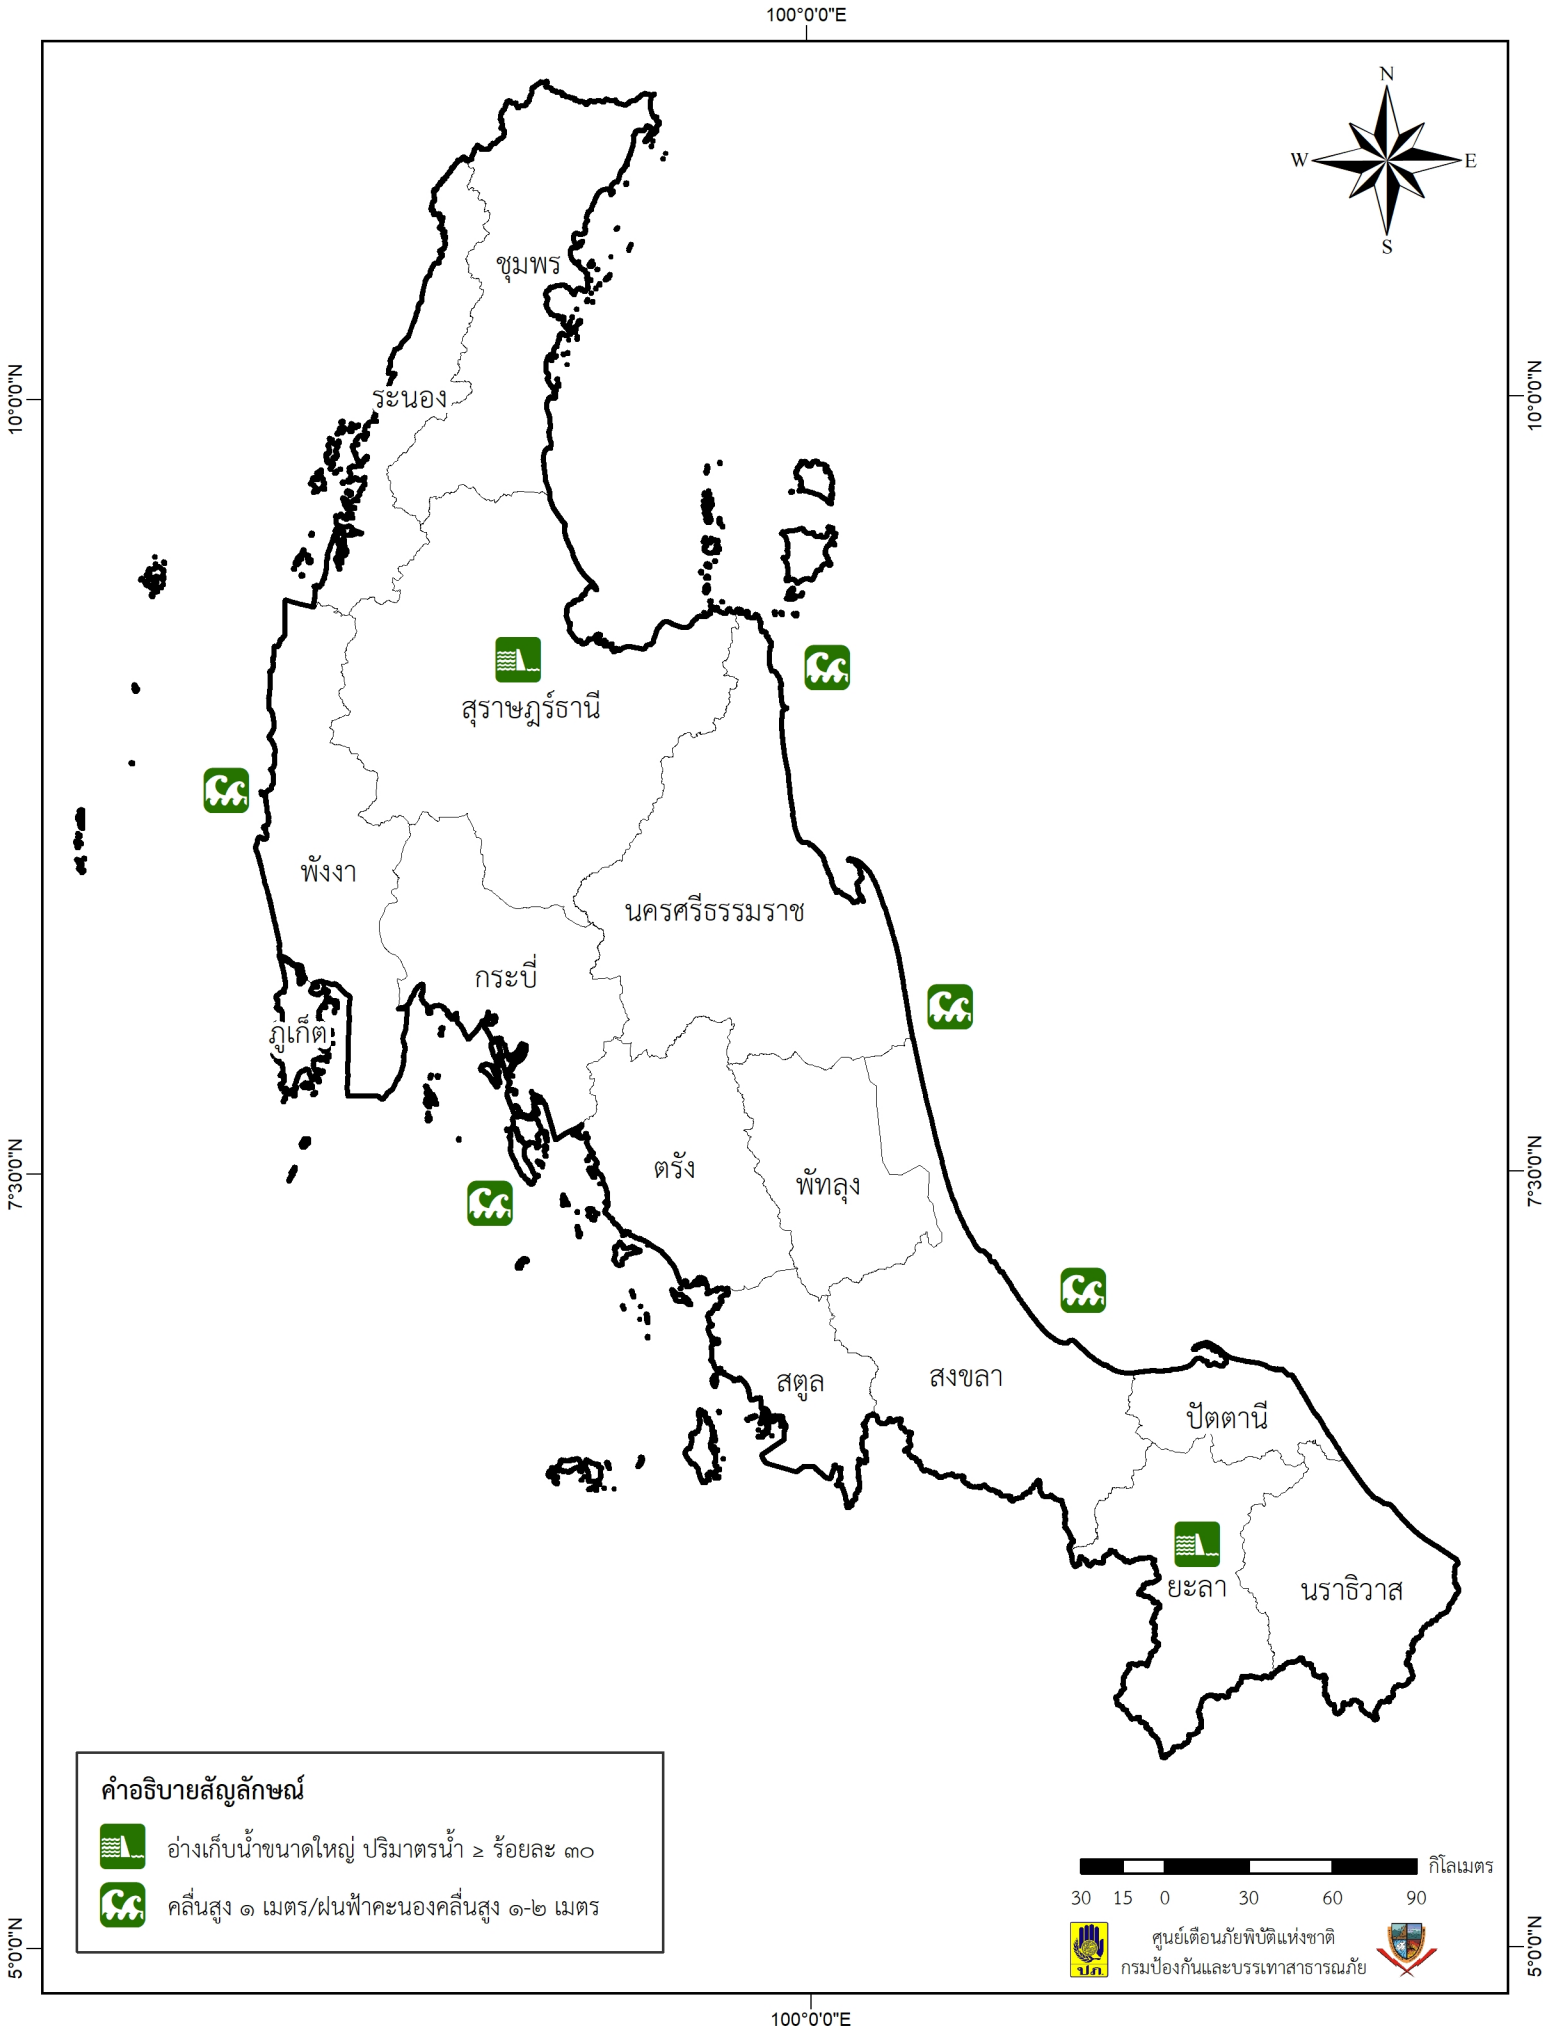 100°0'0"E
N
W
E
S
ชุมพร
10°0'0"N
10°0'0"N
ระนอง
สุราษฎร์ธานี
พังงา
นครศรีธรรมราช
กระบี่
ภูเก็ต
7°30'0"N
7°30'0"N
ตรัง
พัทลุง
สตูล
สงขลา
ปัตตานี
ยะลา
นราธิวาส
คำอธิบายสัญลักษณ์
อ่างเก็บน้ำขนาดใหญ่ ปริมาตรน้ำ ≥ ร้อยละ ๓๐
คลื่นสูง ๑ เมตร/ฝนฟ้าคะนองคลื่นสูง ๑-๒ เมตร
กิโลเมตร
30 15 0 30 60 90
ปภ.
ศูนย์เตือนภัยพิบัติแห่งชาติ
กรมป้องกันและบรรเทาสาธารณภัย
5°0'0"N
5°0'0"N
100°0'0"E